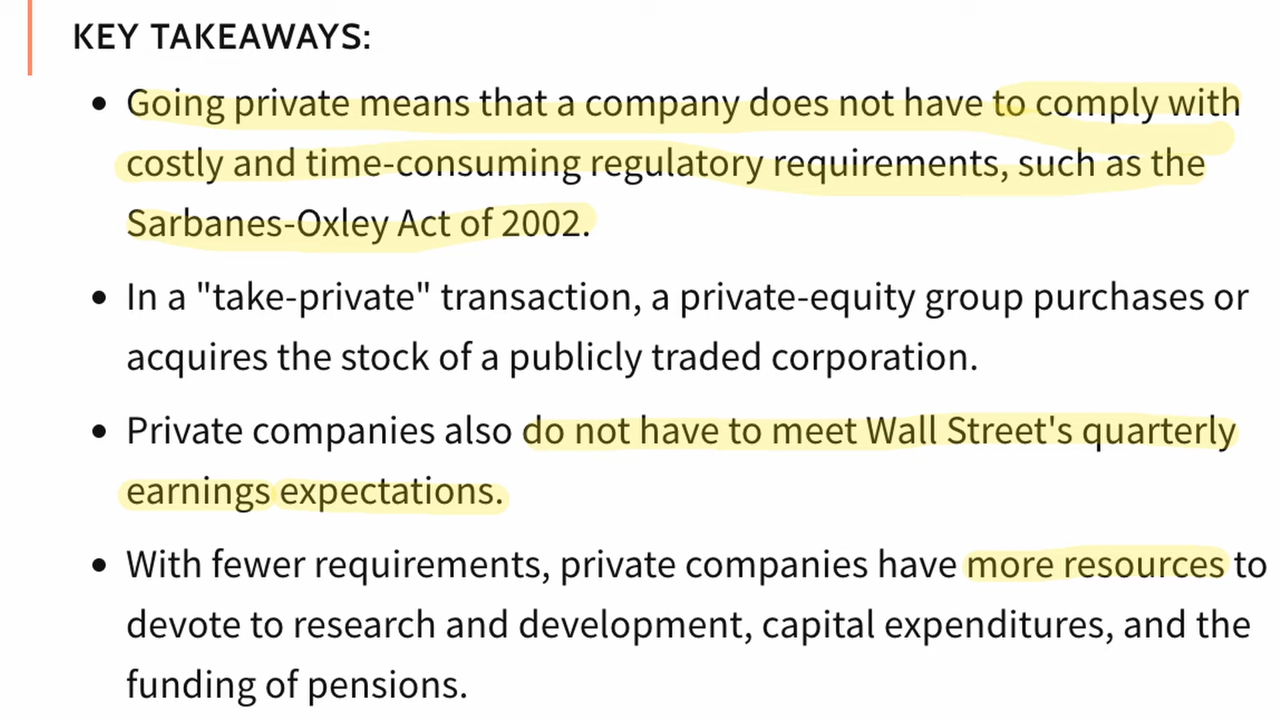 KEY TAKEAWAYS:
• Going private means that a company does not have to comply with
costly and time-consuming regulatory requirements, such as the
Sarbanes-Oxley Act of 2002.
• In a "take-private" transaction, a private-equity group purchases or
acquires the stock of a publicly traded corporation.
• Private companies also do not have to meet Wall Street's quarterly
earnings expectations.
• With fewer requirements, private companies have more resources to
devote to research and development, capital expenditures, and the
funding of pensions.